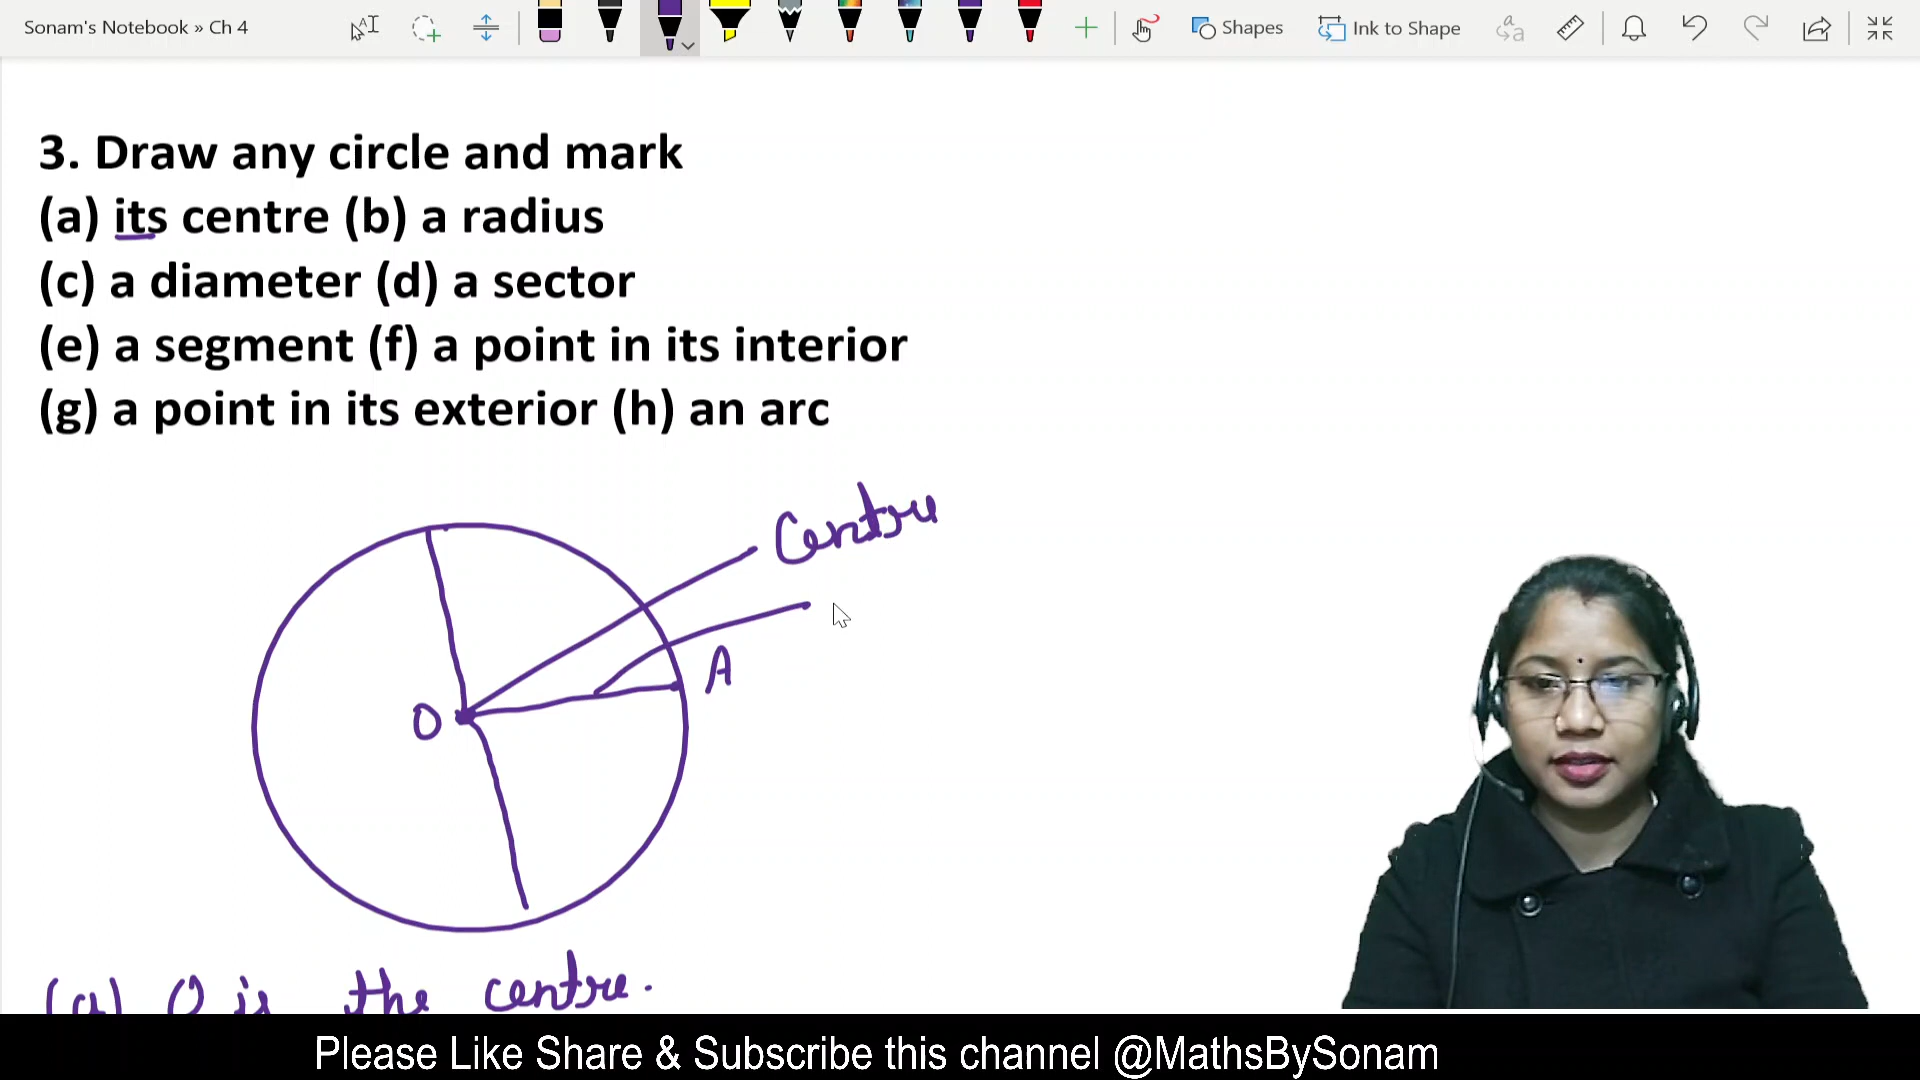 Sonam's Notebook » Ch 4
Shapes
Ink to Shape
3. Draw any circle and mark
(a) its centre (b) a radius
(c) a diameter (d) a sector
(e) a segment (f) a point in its interior
(g) a point in its exterior (h) an arc
Centre
A
O
(a) O is the centre.
Please Like Share & Subscribe this channel @MathsBySonam